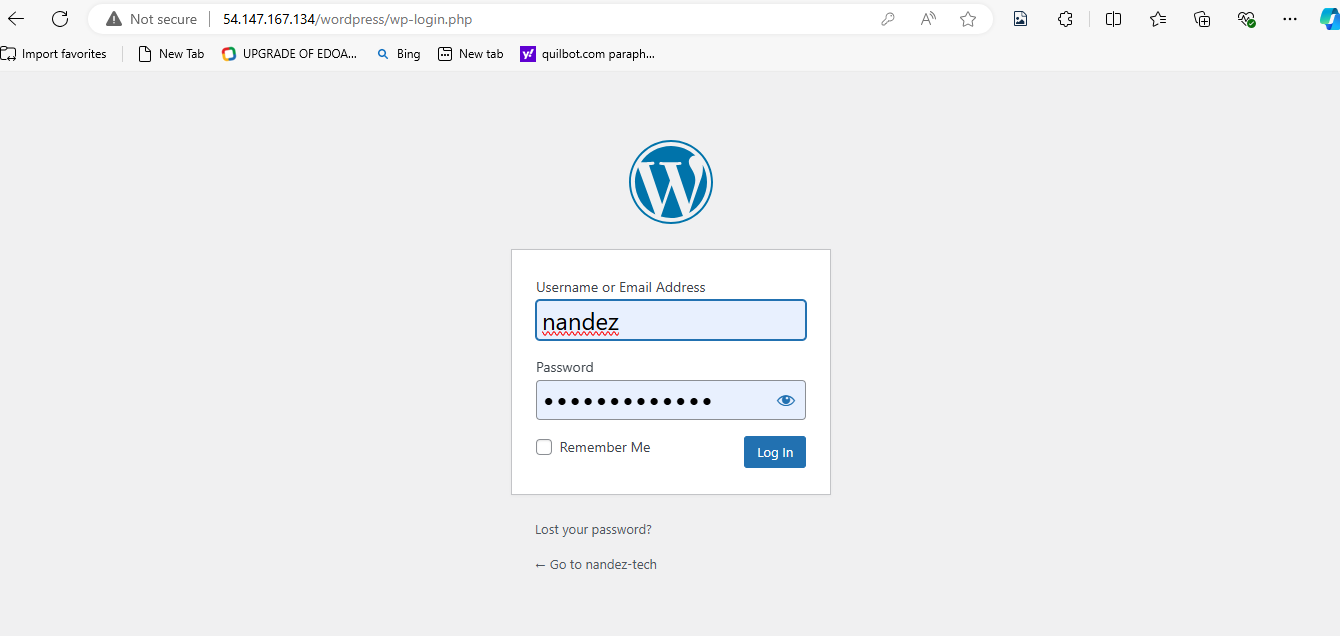 Not secure 54.147.167.134/wordpress/wp-login.php
Import favorites New Tab UPGRADE OF EDOA... Bing New tab quilbot.com paraph...
Username or Email Address
nandez
Password
Remember Me Log In
Lost your password?
← Go to nandez-tech